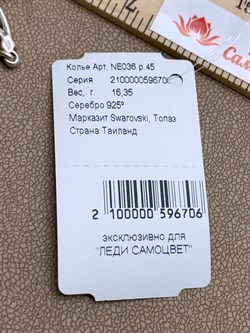 Колье Арт. NE036 р.45
Серия 2100000596706
Вес, г. 16,35
Серебро 925°
Марказит Swarovski, Топаз
Страна Таиланд
2 100000 596706
эксклюзивно для
"ЛЕДИ САМОЦВЕТ"